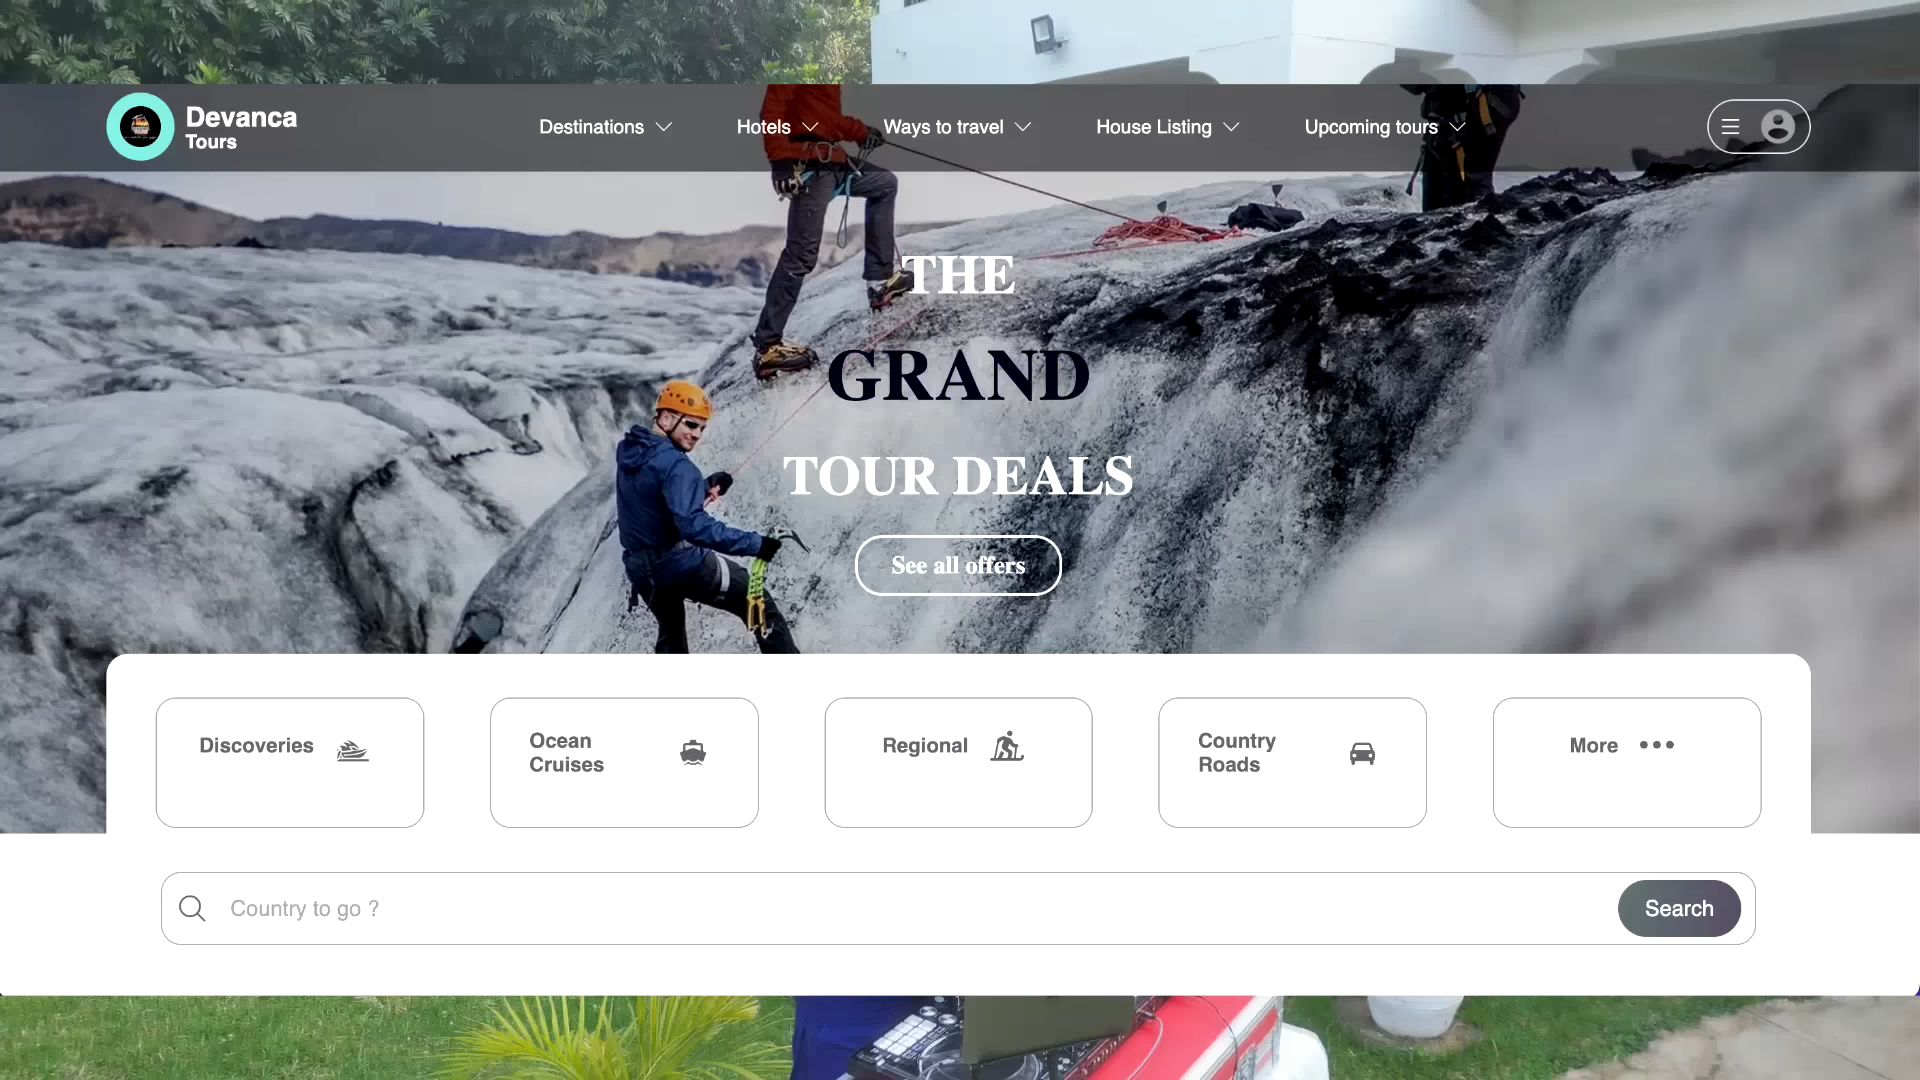 Devanca
Tours
Destinations
Hotels
Ways to travel
House Listing
Upcoming tours
THE
GRAND
TOUR DEALS
See all offers
Discoveries
Ocean
Cruises
Regional
Country
Roads
More
Country to go ?
Search